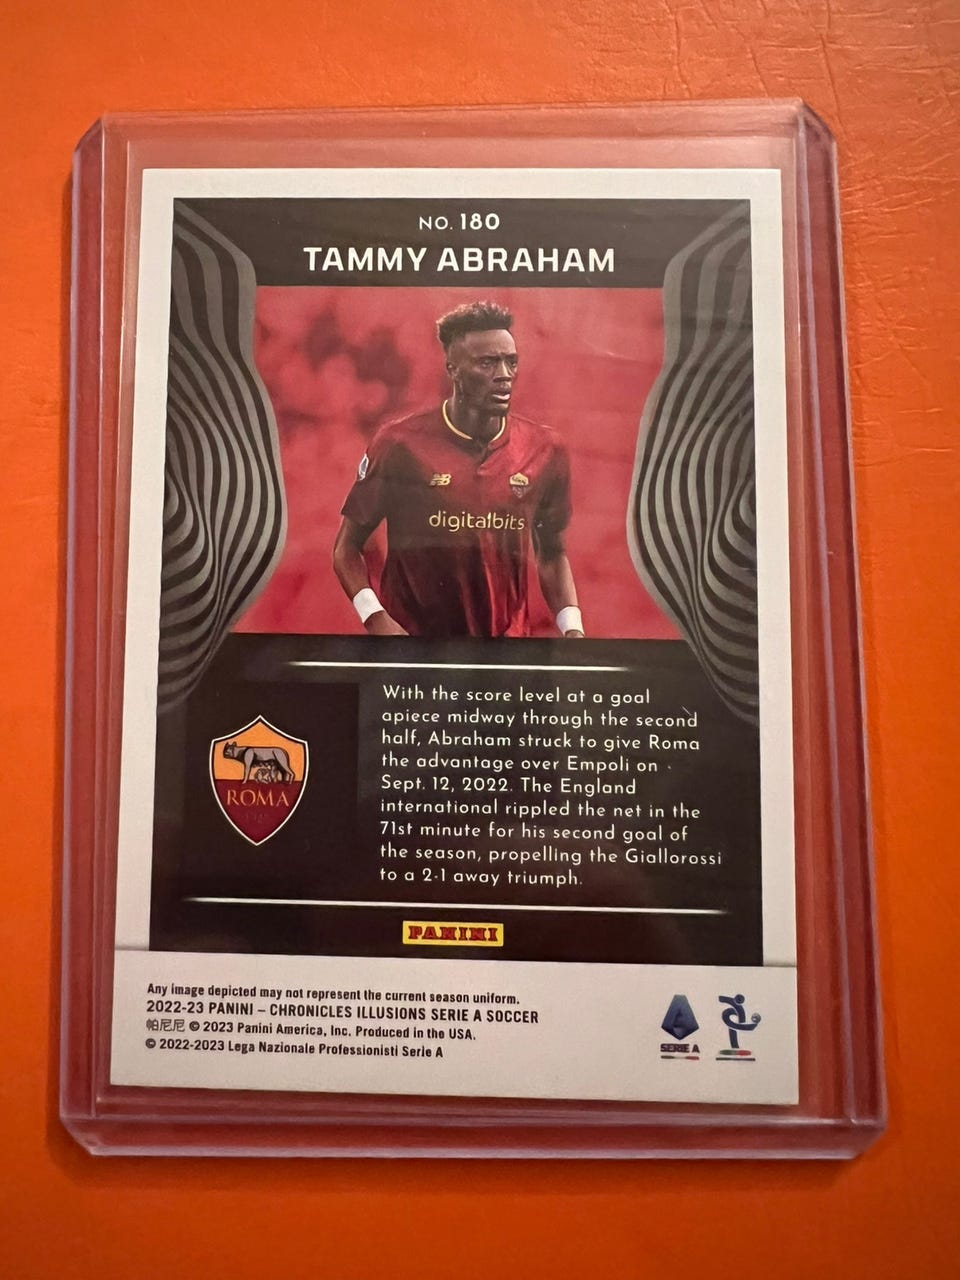 NO. 180
TAMMY ABRAHAM
NB
digitalbits
With the score level at a goal
apiece midway through the second
half, Abraham struck to give Roma
the advantage over Empoli on
Sept. 12, 2022. The England
international rippled the net in the
71st minute for his second goal of
the season, propelling the Giallorossi
to a 2-1 away triumph.
ROMA
1927
PANINI
Any image depicted may not represent the current season uniform.
2022-23 PANINI – CHRONICLES ILLUSIONS SERIE A SOCCER
帕尼尼 © 2023 Panini America, Inc. Produced in the USA.
© 2022-2023 Lega Nazionale Professionisti Serie A
SERIE A